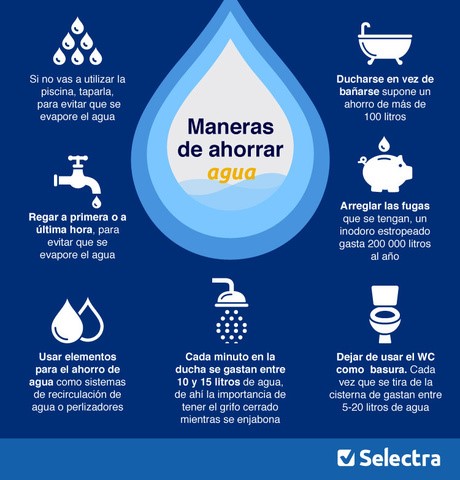 Maneras
de ahorrar
agua
Si no vas a utilizar la
piscina, taparla,
para evitar que se
evapore el agua
Ducharse en vez de
bañarse supone un
ahorro de más de
100 litros
Regar a primera o a
última hora, para
evitar que se
evapore el agua
Arreglar las fugas
que se tengan, un
inodoro estropeado
gasta 200 000 litros
al año
Usar elementos
para el ahorro de
agua como sistemas
de recirculación de
agua o perlizadores
Cada minuto en la
ducha se gastan entre
10 y 15 litros de agua,
de ahí la importancia de
tener el grifo cerrado
mientras se enjabona
Dejar de usar el WC
como basura. Cada
vez que se tira de la
cisterna de gastan entre
5-20 litros de agua
Selectra